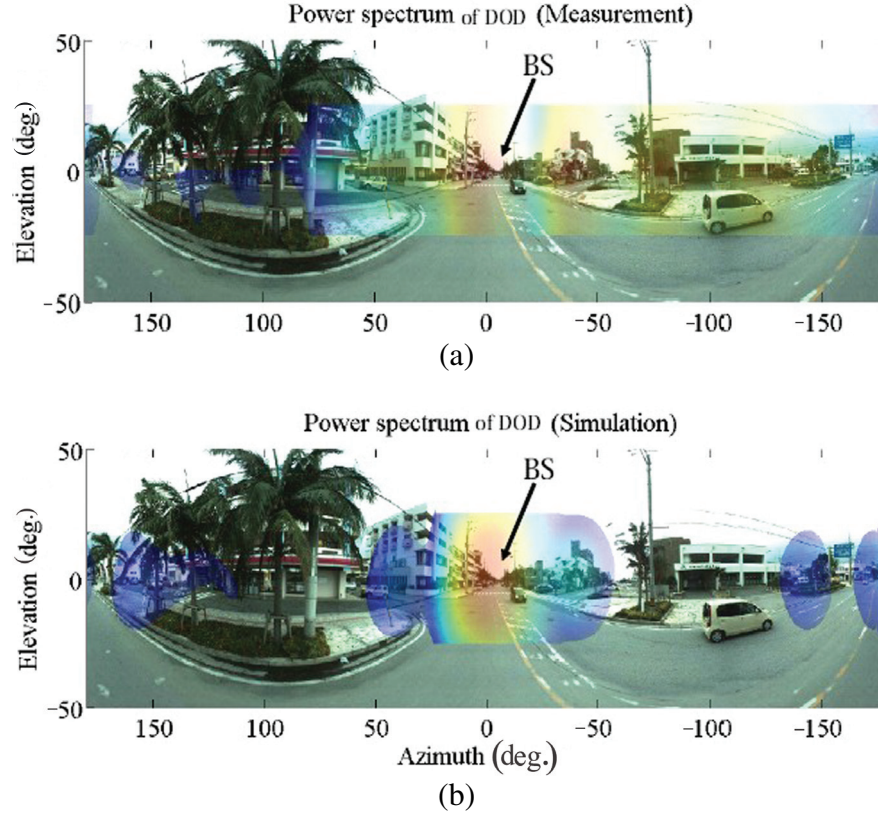 Power spectrum of DOD (Measurement)
50
BS
Elevation (deg.)
0
-50
150 100 50 0 -50 -100 -150
(a)
Power spectrum of DOD (Simulation)
50
BS
Elevation (deg.)
0
-50
150 100 50 0 -50 -100 -150
Azimuth (deg.)
(b)